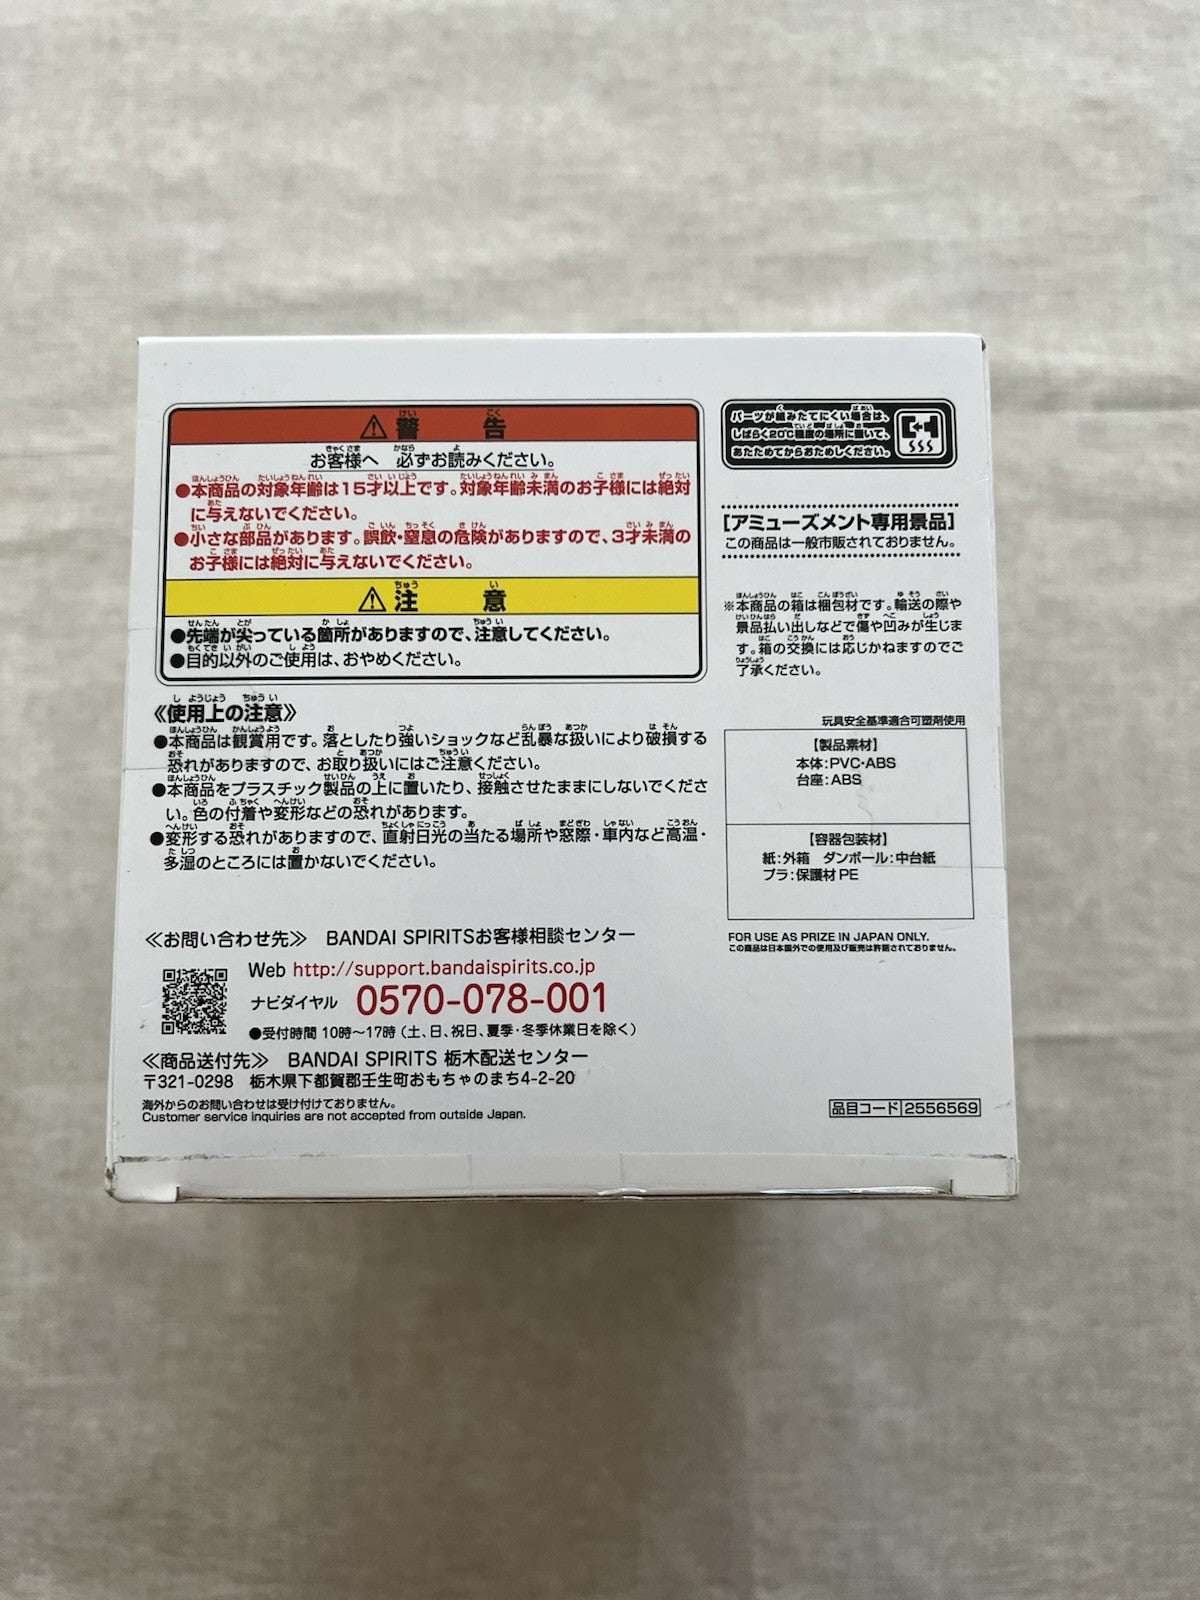 ⚠警告
お客様へ 必ずお読みください。
●本商品の対象年齢は15才以上です。対象年齢未満のお子様には絶対
に与えないでください。
●小さな部品があります。誤飲・窒息の危険がありますので、3才未満の
お子様には絶対に与えないでください。
⚠注意
●先端が尖っている箇所がありますので、注意してください。
●目的以外のご使用は、おやめください。
《使用上の注意》
●本商品は観賞用です。落としたり強いショックなど乱暴な扱いにより破損する
恐れがありますので、お取り扱いにはご注意ください。
●本商品をプラスチック製品の上に置いたり、接触させたままにしないでくださ
い。色の付着や変形などの恐れがあります。
●変形する恐れがありますので、直射日光の当たる場所や窓際・車内など高温・
多湿のところには置かないでください。
≪お問い合わせ先≫ BANDAI SPIRITSお客様相談センター
Web http://support.bandaispirits.co.jp
ナビダイヤル 0570-078-001
●受付時間 10時〜17時（土、日、祝日、夏季・冬季休業日を除く）
≪商品送付先≫ BANDAI SPIRITS 栃木配送センター
〒321-0298 栃木県下都賀郡壬生町おもちゃのまち4-2-20
海外からのお問い合わせは受け付けておりません。
Customer service inquiries are not accepted from outside Japan.
パーツが組みたてにくい場合は、
しばらく20℃程度の場所に置いて、
あたためてからおためしください。
［アミューズメント専用景品］
この商品は一般市販されておりません。
※本商品の箱は梱包材です。輸送の際や
景品払い出しなどで傷や凹みが生じま
す。箱の交換には応じかねますのでご
了承ください。
玩具安全基準適合可塑剤使用
【製品素材】
本体：PVC・ABS
台座：ABS
【容器包装材】
紙：外箱 ダンボール：中台紙
プラ：保護材PE
FOR USE AS PRIZE IN JAPAN ONLY.
この商品は日本国外での使用及び販売は許諾されておりません。
品目コード 2556569